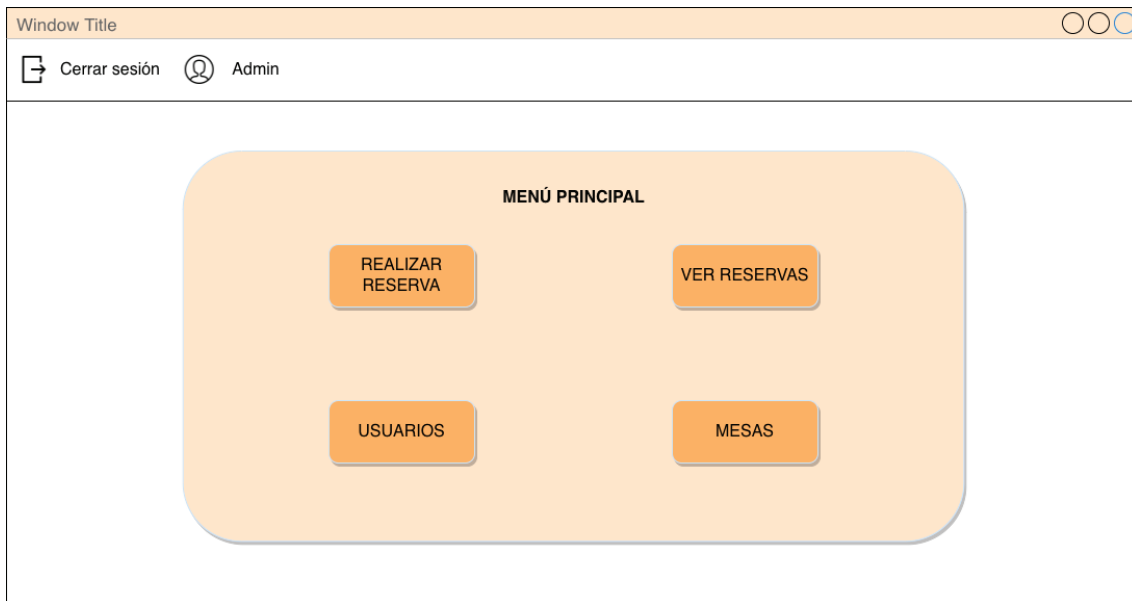 Window Title
Cerrar sesión
Admin
MENÚ PRINCIPAL
REALIZAR
RESERVA
VER RESERVAS
USUARIOS
MESAS